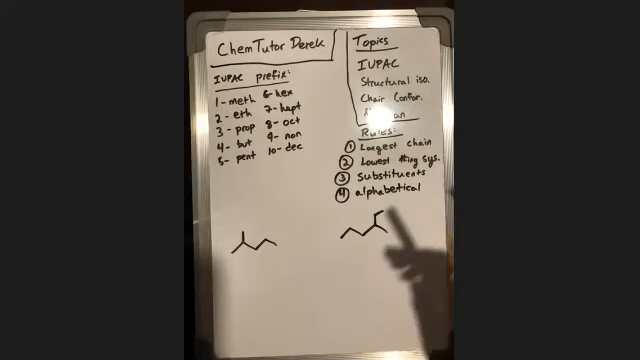 ChemTutor Derek
IUPAC prefix:
1- meth 6- hex
2- eth 7- hept
3- prop 8- oct
4- but 9- non
5- pent 10- dec
Topics
IUPAC
Structural iso.
Chair Confor.
Rules:
① Longest chain
② Lowest #ing sys.
③ Substituents
④ alphabetical